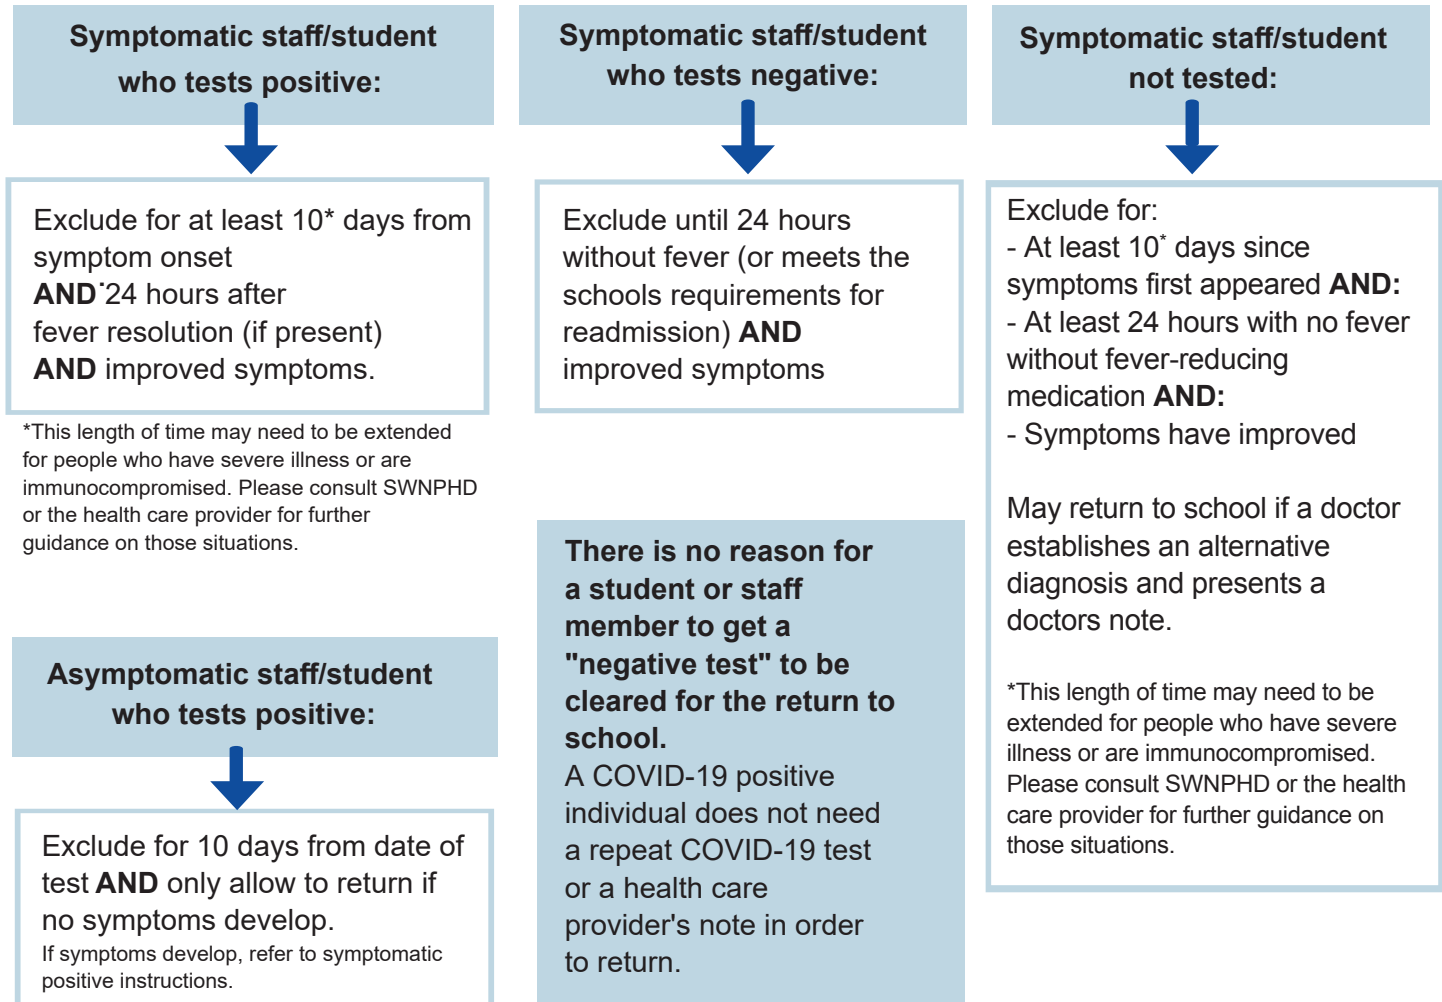 Symptomatic staff/student
who tests positive:
Exclude for at least 10* days from
symptom onset
AND 24 hours after
fever resolution (if present)
AND improved symptoms.
*This length of time may need to be extended
for people who have severe illness or are
immunocompromised. Please consult SWNPHD
or the health care provider for further
guidance on those situations.
Asymptomatic staff/student
who tests positive:
Exclude for 10 days from date of
test AND only allow to return if
no symptoms develop.
If symptoms develop, refer to symptomatic
positive instructions.
Symptomatic staff/student
who tests negative:
Exclude until 24 hours
without fever (or meets the
schools requirements for
readmission) AND
improved symptoms
There is no reason for
a student or staff
member to get a
"negative test" to be
cleared for the return to
school.
A COVID-19 positive
individual does not need
a repeat COVID-19 test
or a health care
provider's note in order
to return.
Symptomatic staff/student
not tested:
Exclude for:
- At least 10* days since
symptoms first appeared AND:
- At least 24 hours with no fever
without fever-reducing
medication AND:
- Symptoms have improved
May return to school if a doctor
establishes an alternative
diagnosis and presents a
doctors note.
*This length of time may need to be
extended for people who have severe
illness or are immunocompromised.
Please consult SWNPHD or the health
care provider for further guidance on
those situations.